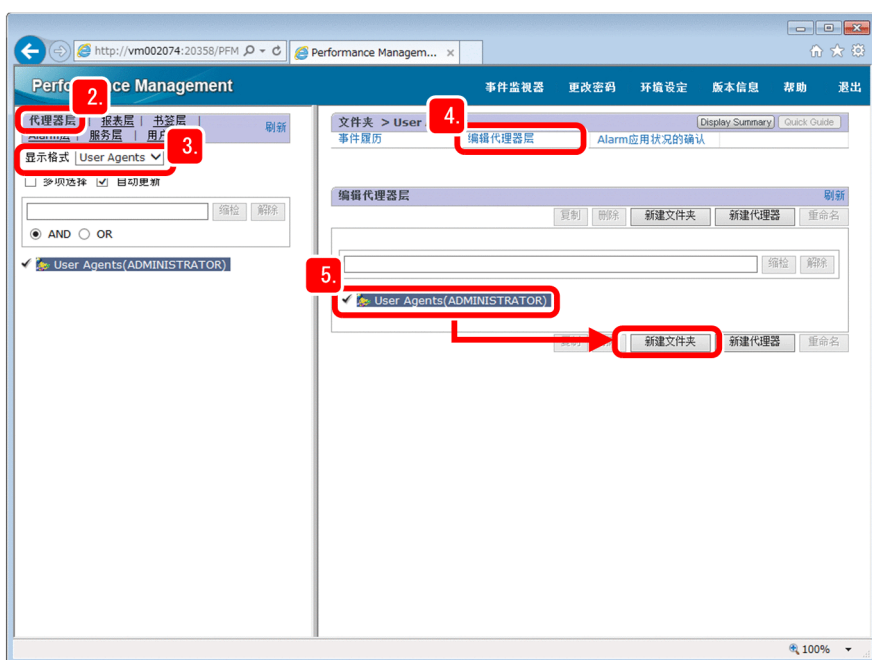 http://vm002074:20358/PFM
Performance Managem...
Performance Management
事件监视器 更改密码 环境设定 版本信息 帮助 退出
2.
代理器层 | 报表层 | 书签层 |
Alarm层 | 服务层 | 用户
刷新
3.
显示格式 User Agents
多项选择 自动更新
缩检 解除
AND OR
User Agents(ADMINISTRATOR)
4.
文件夹 > User
Display Summary Quick Guide
事件履历 编辑代理器层 Alarm应用状况的确认
编辑代理器层 刷新
复制 删除 新建文件夹 新建代理器 重命名
缩检 解除
5.
User Agents(ADMINISTRATOR)
复制 新建文件夹 新建代理器 重命名
100%